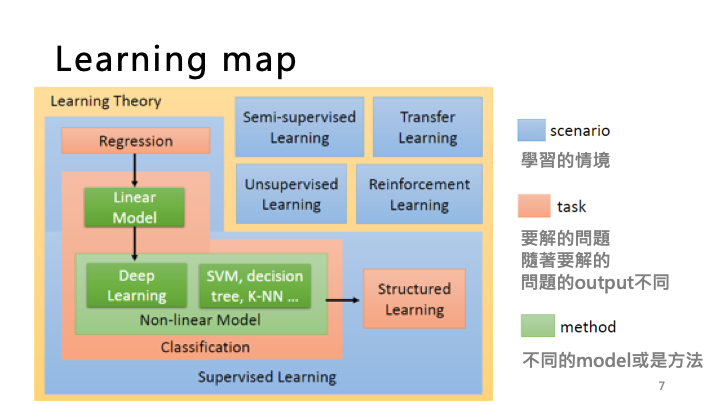 Learning map
Learning Theory
Regression
Linear
Model
Deep
Learning
SVM, decision
tree, K-NN ...
Non-linear Model
Classification
Structured
Learning
Supervised Learning
Semi-supervised
Learning
Transfer
Learning
Unsupervised
Learning
Reinforcement
Learning
scenario
學習的情境
task
要解的問題
隨著要解的
問題的output不同
method
不同的model或是方法
7